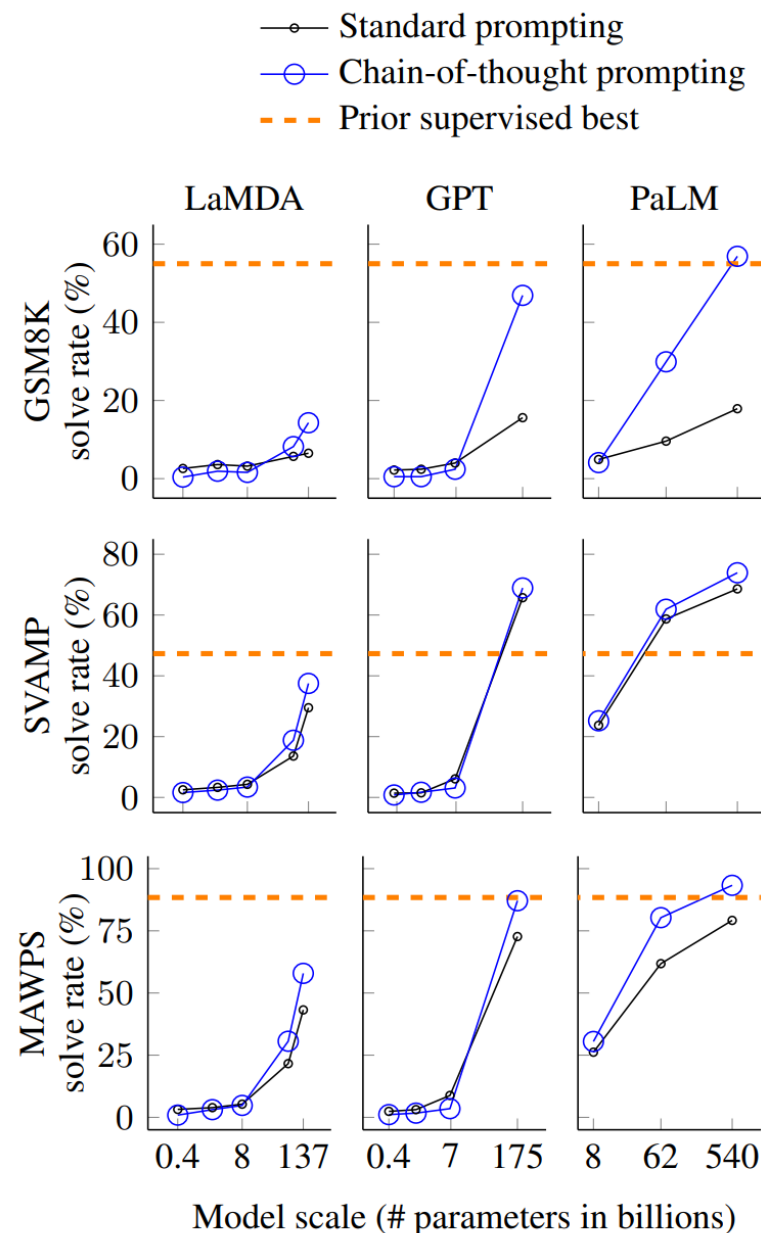 Standard prompting
Chain-of-thought prompting
Prior supervised best
LaMDA GPT PaLM
GSM8K
solve rate (%)
60
40
20
0
SVAMP
solve rate (%)
80
60
40
20
0
MAWPS
solve rate (%)
100
75
50
25
0
0.4 8 137 0.4 7 175 8 62 540
Model scale (# parameters in billions)